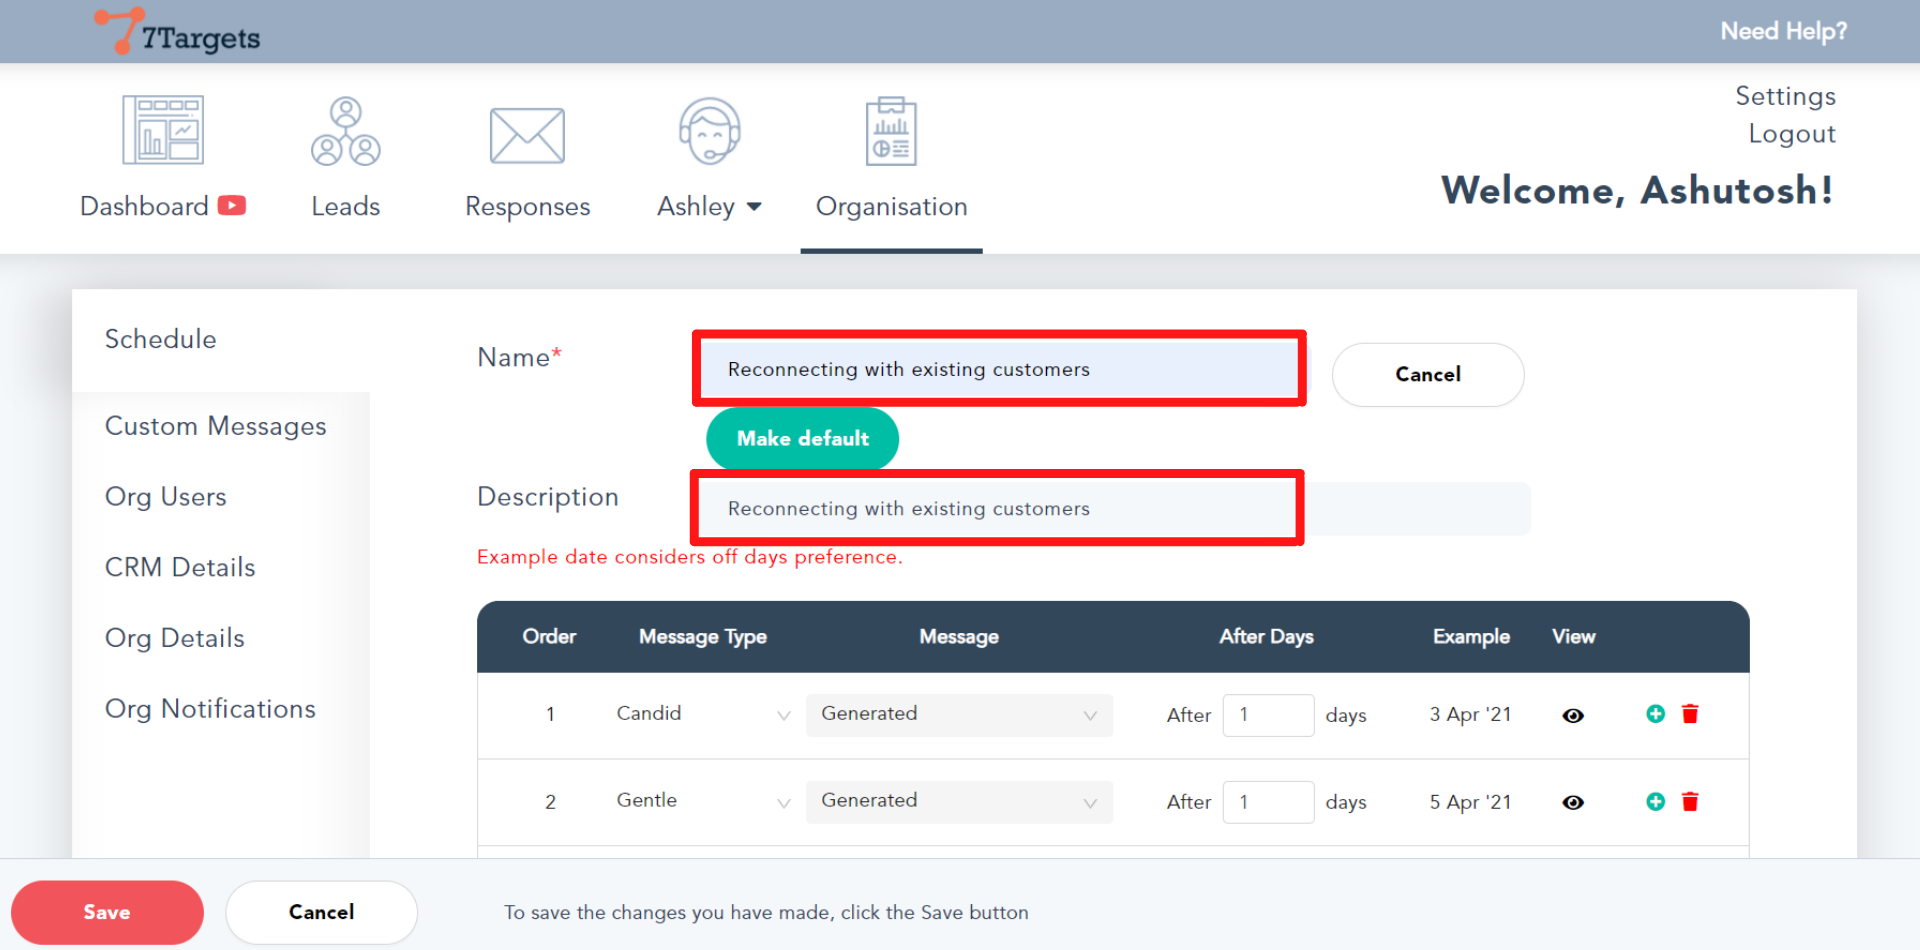 7Targets
Need Help?
Settings
Logout
Welcome, Ashutosh!
Dashboard
Leads
Responses
Ashley
Organisation
Schedule
Custom Messages
Org Users
CRM Details
Org Details
Org Notifications
Name*
Reconnecting with existing customers
Cancel
Make default
Description
Reconnecting with existing customers
Example date considers off days preference.
Order Message Type Message After Days Example View
1 Candid Generated After 1 days 3 Apr '21
2 Gentle Generated After 1 days 5 Apr '21
Save
Cancel
To save the changes you have made, click the Save button